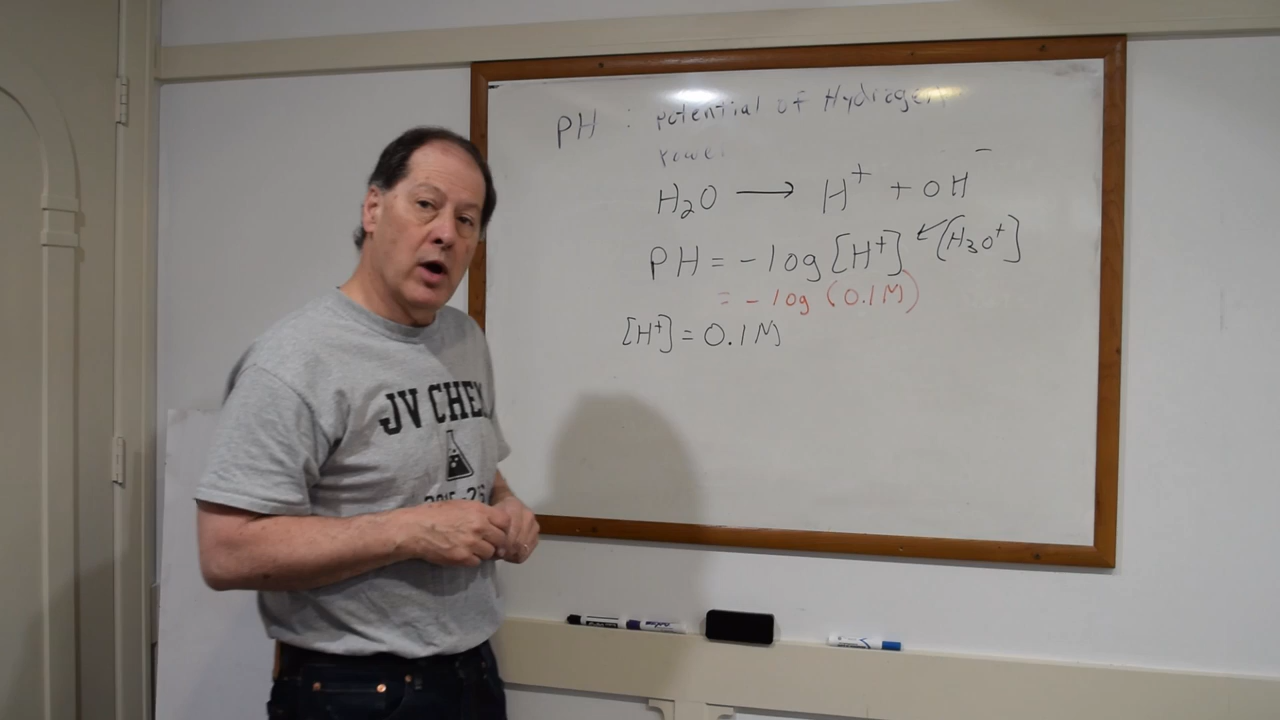 PH : Potential of Hydrogen
Power
H₂O → H⁺ + OH⁻
PH = -log [H⁺] ↙ [H₃O⁺]
= -log (0.1M)
[H⁺] = 0.1M
JV CHEM